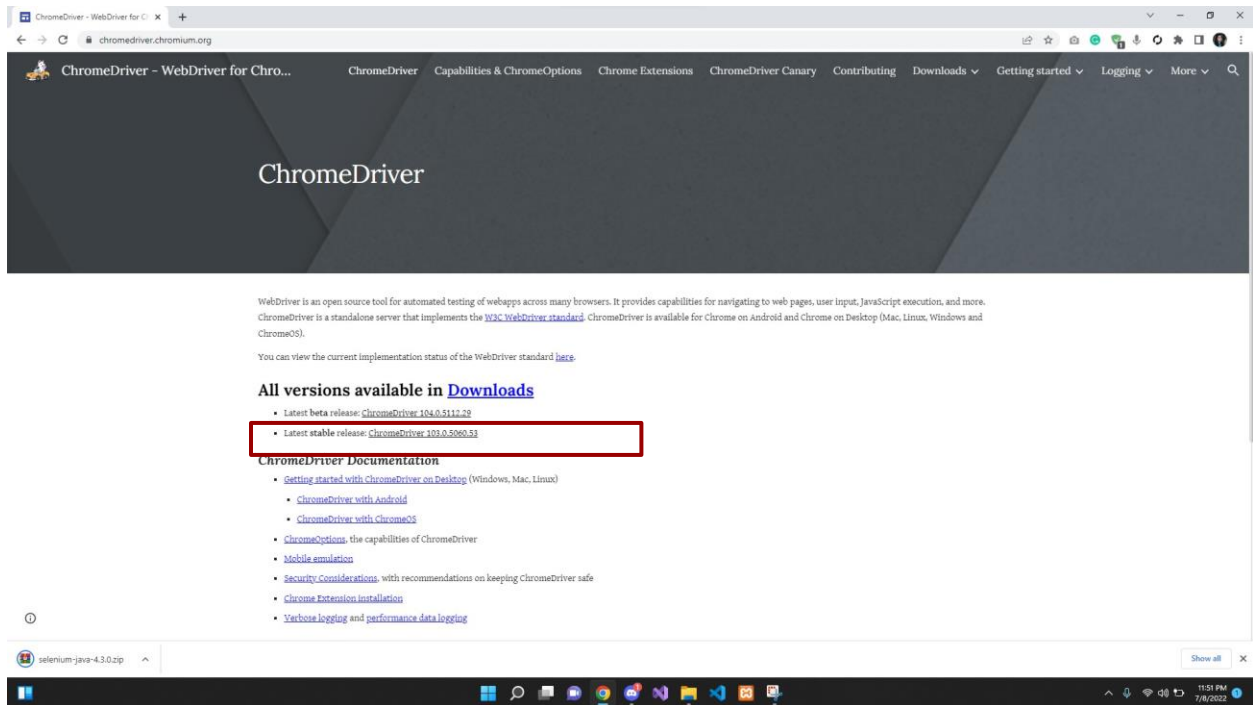 ChromeDriver - WebDriver for C
chromedriver.chromium.org
ChromeDriver – WebDriver for Chro... ChromeDriver Capabilities & ChromeOptions Chrome Extensions ChromeDriver Canary Contributing Downloads Getting started Logging More
ChromeDriver
WebDriver is an open source tool for automated testing of webapps across many browsers. It provides capabilities for navigating to web pages, user input, JavaScript execution, and more.
ChromeDriver is a standalone server that implements the W3C WebDriver standard. ChromeDriver is available for Chrome on Android and Chrome on Desktop (Mac, Linux, Windows and
ChromeOS).
You can view the current implementation status of the WebDriver standard here.
All versions available in Downloads
Latest beta release: ChromeDriver 104.0.5112.29
Latest stable release: ChromeDriver 103.0.5060.53
ChromeDriver Documentation
Getting started with ChromeDriver on Desktop (Windows, Mac, Linux)
ChromeDriver with Android
ChromeDriver with ChromeOS
ChromeOptions, the capabilities of ChromeDriver
Mobile emulation
Security Considerations, with recommendations on keeping ChromeDriver safe
Chrome Extension installation
Verbose logging and performance data logging
selenium-java-4.3.0.zip Show all
11:51 PM
7/8/2022